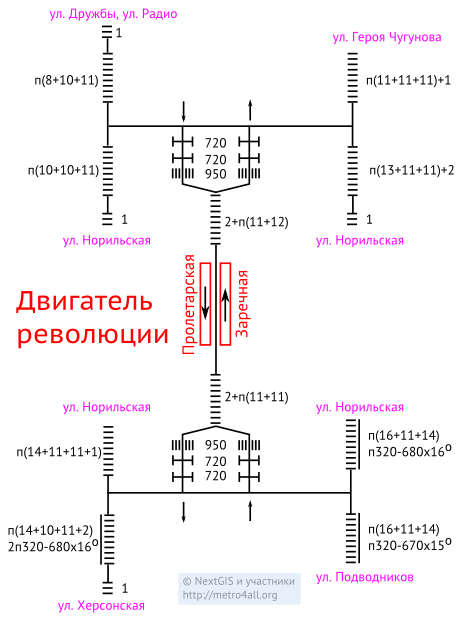 ул. Дружбы, ул. Радио
1
ул. Героя Чугунова
п(8+10+11)
п(11+11+11)+1
720
720
950
п(10+10+11)
п(13+11+11)+2
1
1
ул. Норильская
ул. Норильская
2+п(11+12)
Двигатель
революции
Пролетарская
Заречная
2+п(11+11)
ул. Норильская
ул. Норильская
950
720
720
п(14+11+11+1)
п(16+11+14)
п320-680x16°
п(14+10+11+2)
2п320-680x16°
п(16+11+14)
п320-670x15°
1
ул. Херсонская
ул. Подводников
© NextGIS и участники
http://metro4all.org